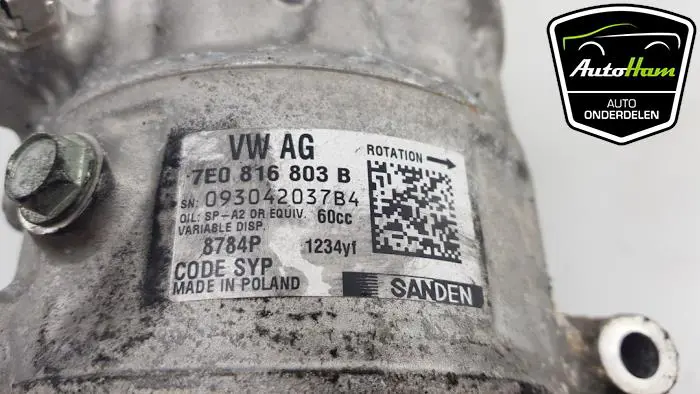 VW AG
ROTATION
7E0 816 803 B
SN: 093042037B4
OIL: SP-A2 OR EQUIV. 60cc
VARIABLE DISP.
8784P 1234yf
CODE SYP
MADE IN POLAND
SANDEN
AutoHam
AUTO
ONDERDELEN